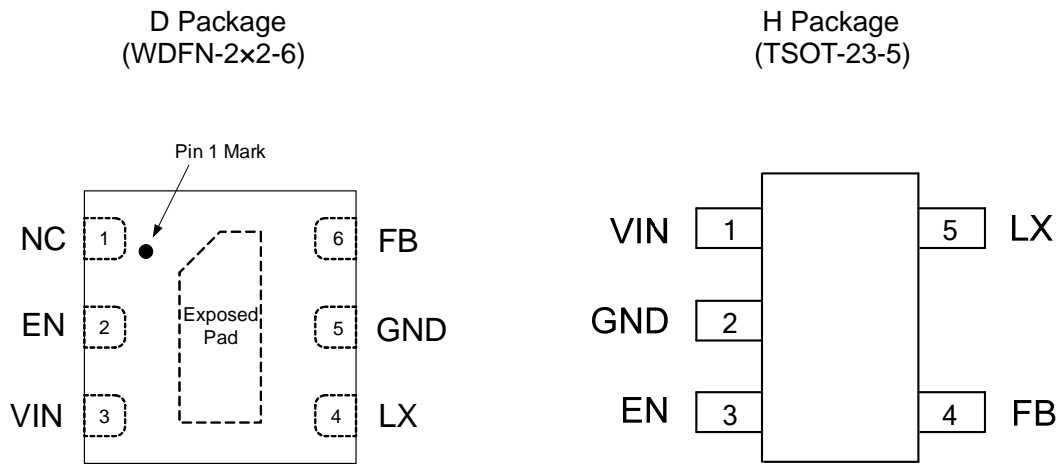 D Package
(WDFN-2×2-6)
Pin 1 Mark
NC 1 6 FB
EN 2 Exposed Pad 5 GND
VIN 3 4 LX
H Package
(TSOT-23-5)
VIN 1 5 LX
GND 2
EN 3 4 FB